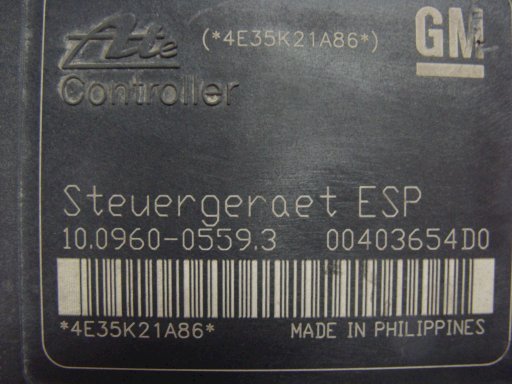 Ate (*4E35K21A86*) GM
Controller
Steuergeraet ESP
10.0960-0559.3 00403654D0
*4E35K21A86* MADE IN PHILIPPINES